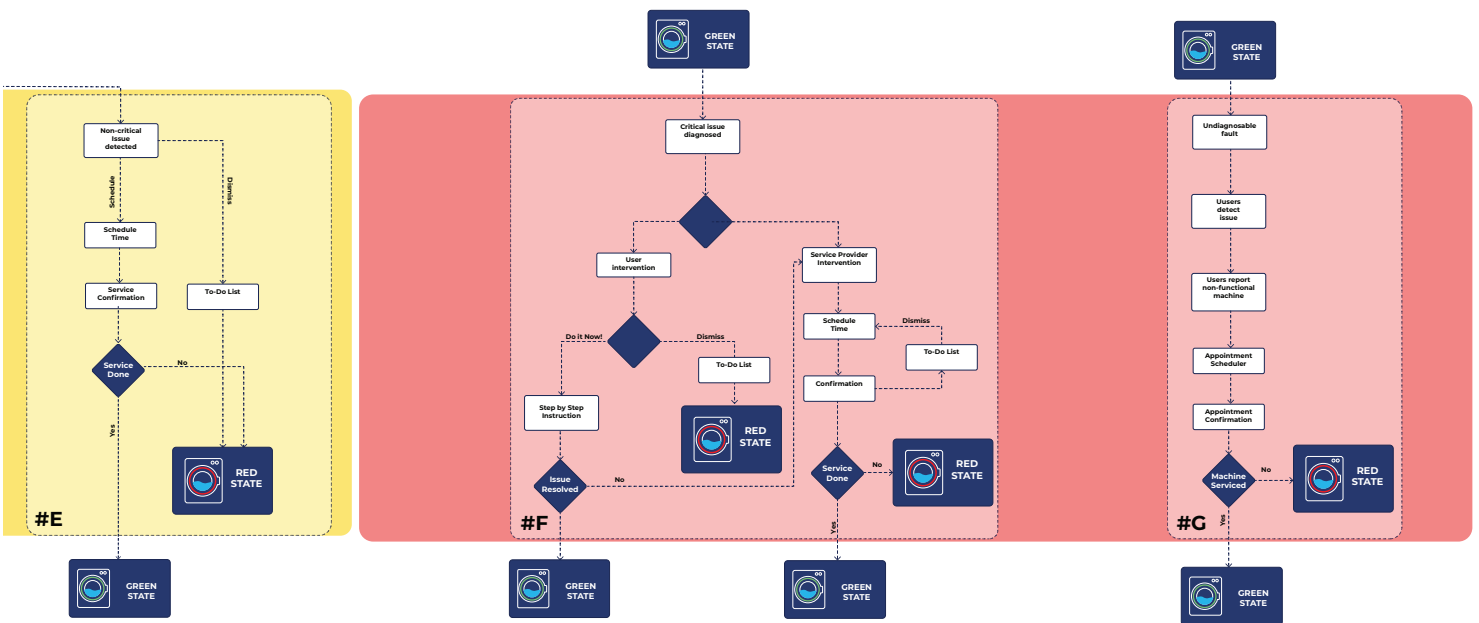 GREEN
STATE
GREEN
STATE
Non-critical
Issue
detected
Schedule
Dismiss
Schedule
Time
Service
Confirmation
To-Do List
Service
Done
No
Yes
RED
STATE
#E
GREEN
STATE
Critical issue
diagnosed
User
intervention
Service Provider
Intervention
Do it Now!
Dismiss
To-Do List
Step by Step
Instruction
RED
STATE
Issue
Resolved
No
Schedule
Time
Dismiss
To-Do List
Confirmation
Service
Done
No
RED
STATE
Yes
#F
GREEN
STATE
GREEN
STATE
Undiagnosable
fault
Uusers
detect
issue
Users report
non-functional
machine
Appointment
Scheduler
Appointment
Confirmation
Machine
Serviced
No
RED
STATE
Yes
#G
GREEN
STATE